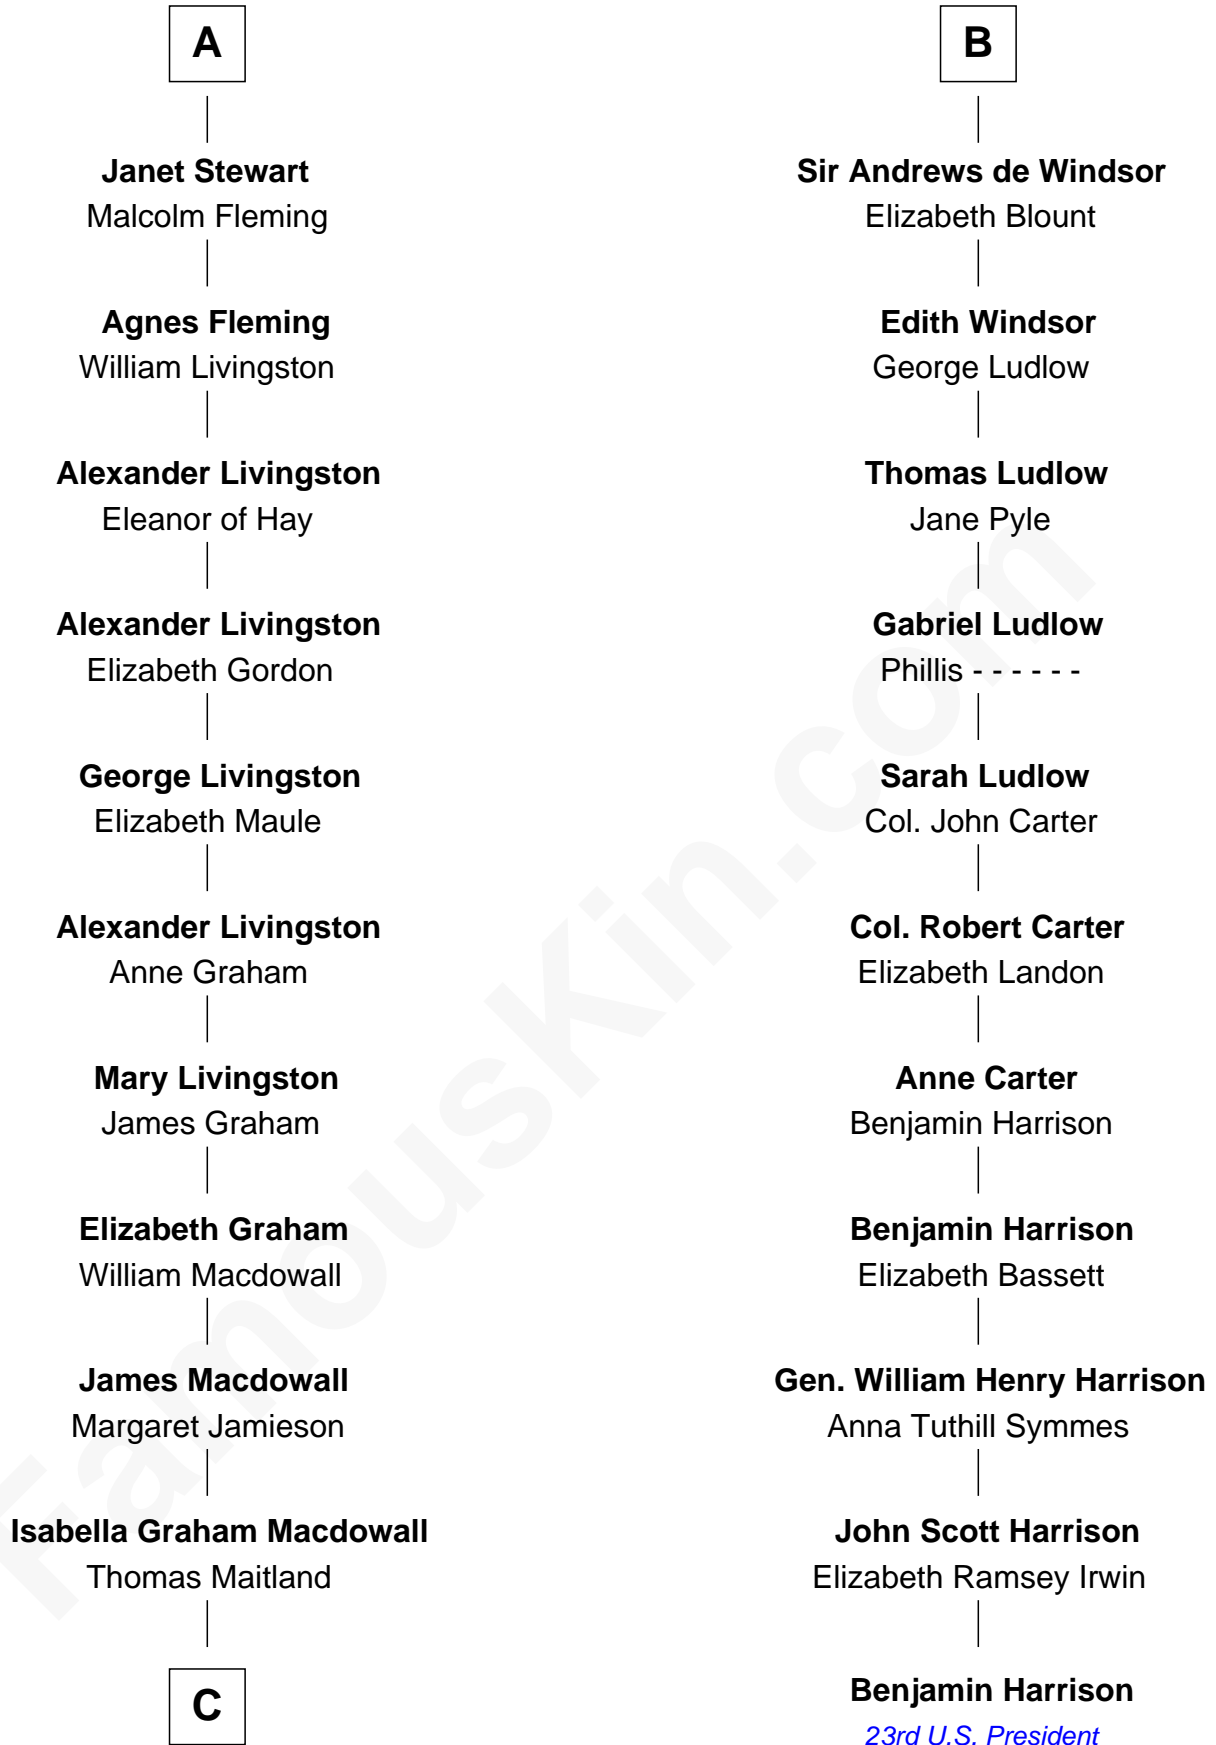 A
Janet Stewart
Malcolm Fleming
Agnes Fleming
William Livingston
Alexander Livingston
Eleanor of Hay
Alexander Livingston
Elizabeth Gordon
George Livingston
Elizabeth Maule
Alexander Livingston
Anne Graham
Mary Livingston
James Graham
Elizabeth Graham
William Macdowall
James Macdowall
Margaret Jamieson
Isabella Graham Macdowall
Thomas Maitland
C
B
Sir Andrews de Windsor
Elizabeth Blount
Edith Windsor
George Ludlow
Thomas Ludlow
Jane Pyle
Gabriel Ludlow
Phillis - - - - - -
Sarah Ludlow
Col. John Carter
Col. Robert Carter
Elizabeth Landon
Anne Carter
Benjamin Harrison
Benjamin Harrison
Elizabeth Bassett
Gen. William Henry Harrison
Anna Tuthill Symmes
John Scott Harrison
Elizabeth Ramsey Irwin
Benjamin Harrison
23rd U.S. President
FamousKin.com